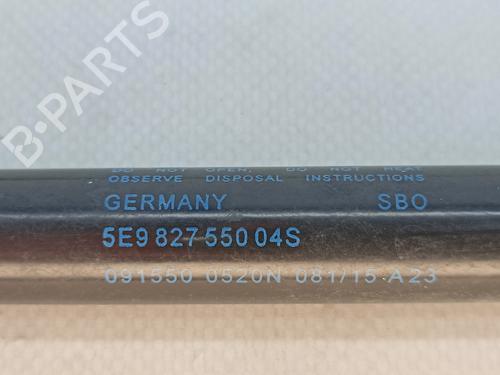 DO NOT OPEN, DO NOT HEAT
OBSERVE DISPOSAL INSTRUCTIONS
GERMANY SBO
5E9 827 550 04S
091550 0520N 081/15 A23
B-PARTS